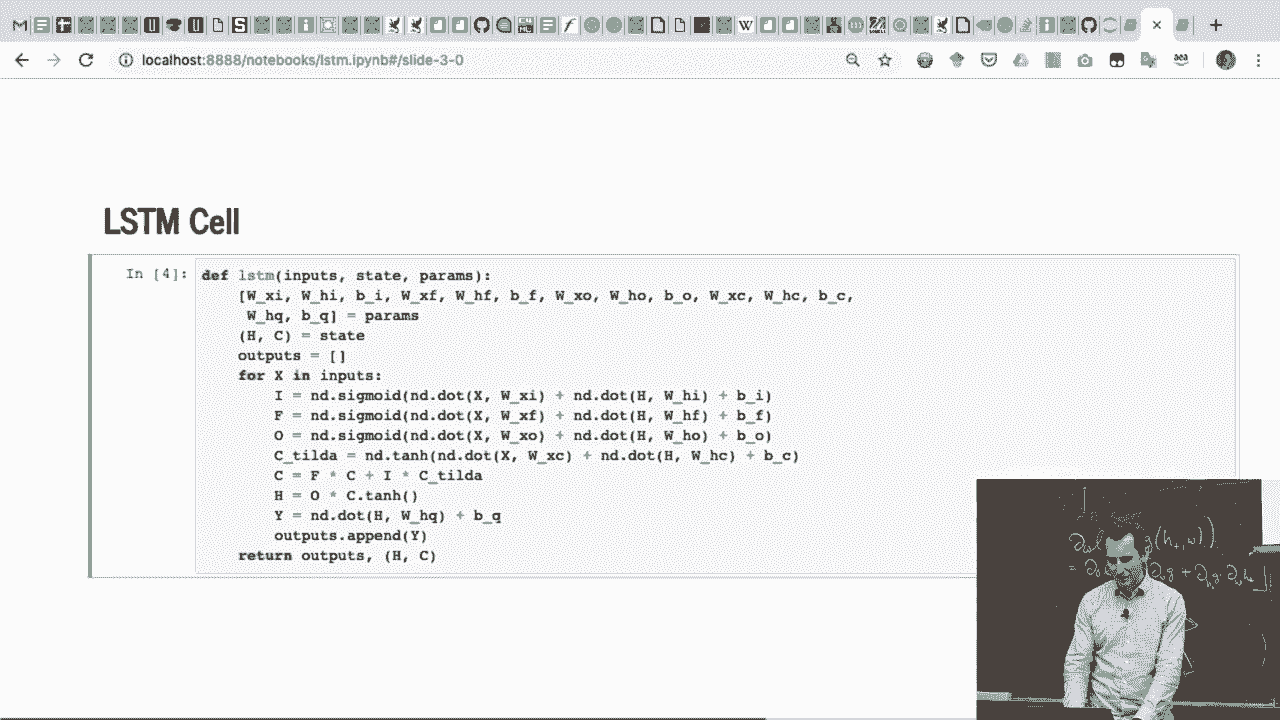 localhost:8888/notebooks/lstm.ipynb#/slide-3-0
LSTM Cell
In [4]:
def lstm(inputs, state, params):
[W_xi, W_hi, b_i, W_xf, W_hf, b_f, W_xo, W_ho, b_o, W_xc, W_hc, b_c,
W_hq, b_q] = params
(H, C) = state
outputs = []
for X in inputs:
I = nd.sigmoid(nd.dot(X, W_xi) + nd.dot(H, W_hi) + b_i)
F = nd.sigmoid(nd.dot(X, W_xf) + nd.dot(H, W_hf) + b_f)
O = nd.sigmoid(nd.dot(X, W_xo) + nd.dot(H, W_ho) + b_o)
C_tilda = nd.tanh(nd.dot(X, W_xc) + nd.dot(H, W_hc) + b_c)
C = F * C + I * C_tilda
H = O * C.tanh()
Y = nd.dot(H, W_hq) + b_q
outputs.append(Y)
return outputs, (H, C)